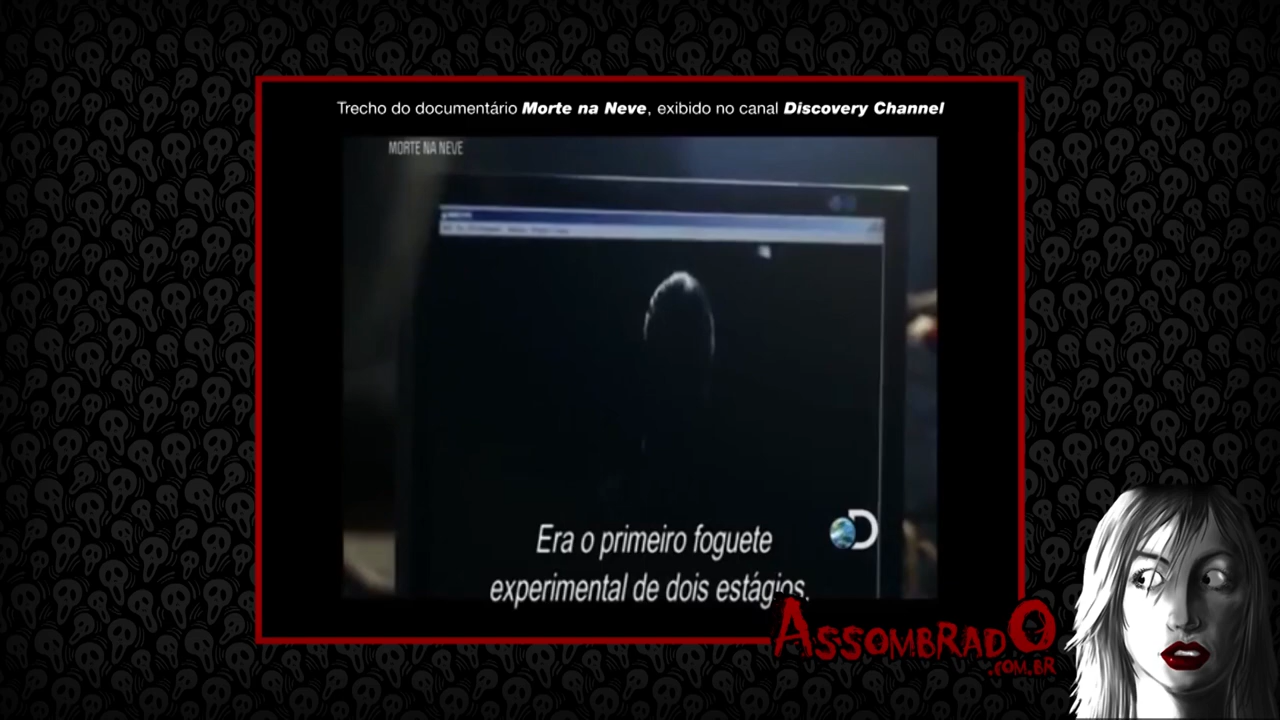 Trecho do documentário Morte na Neve, exibido no canal Discovery Channel
MORTE NA NEVE
Era o primeiro foguete
experimental de dois estágios.
ASSOMBRADO
.COM.BR